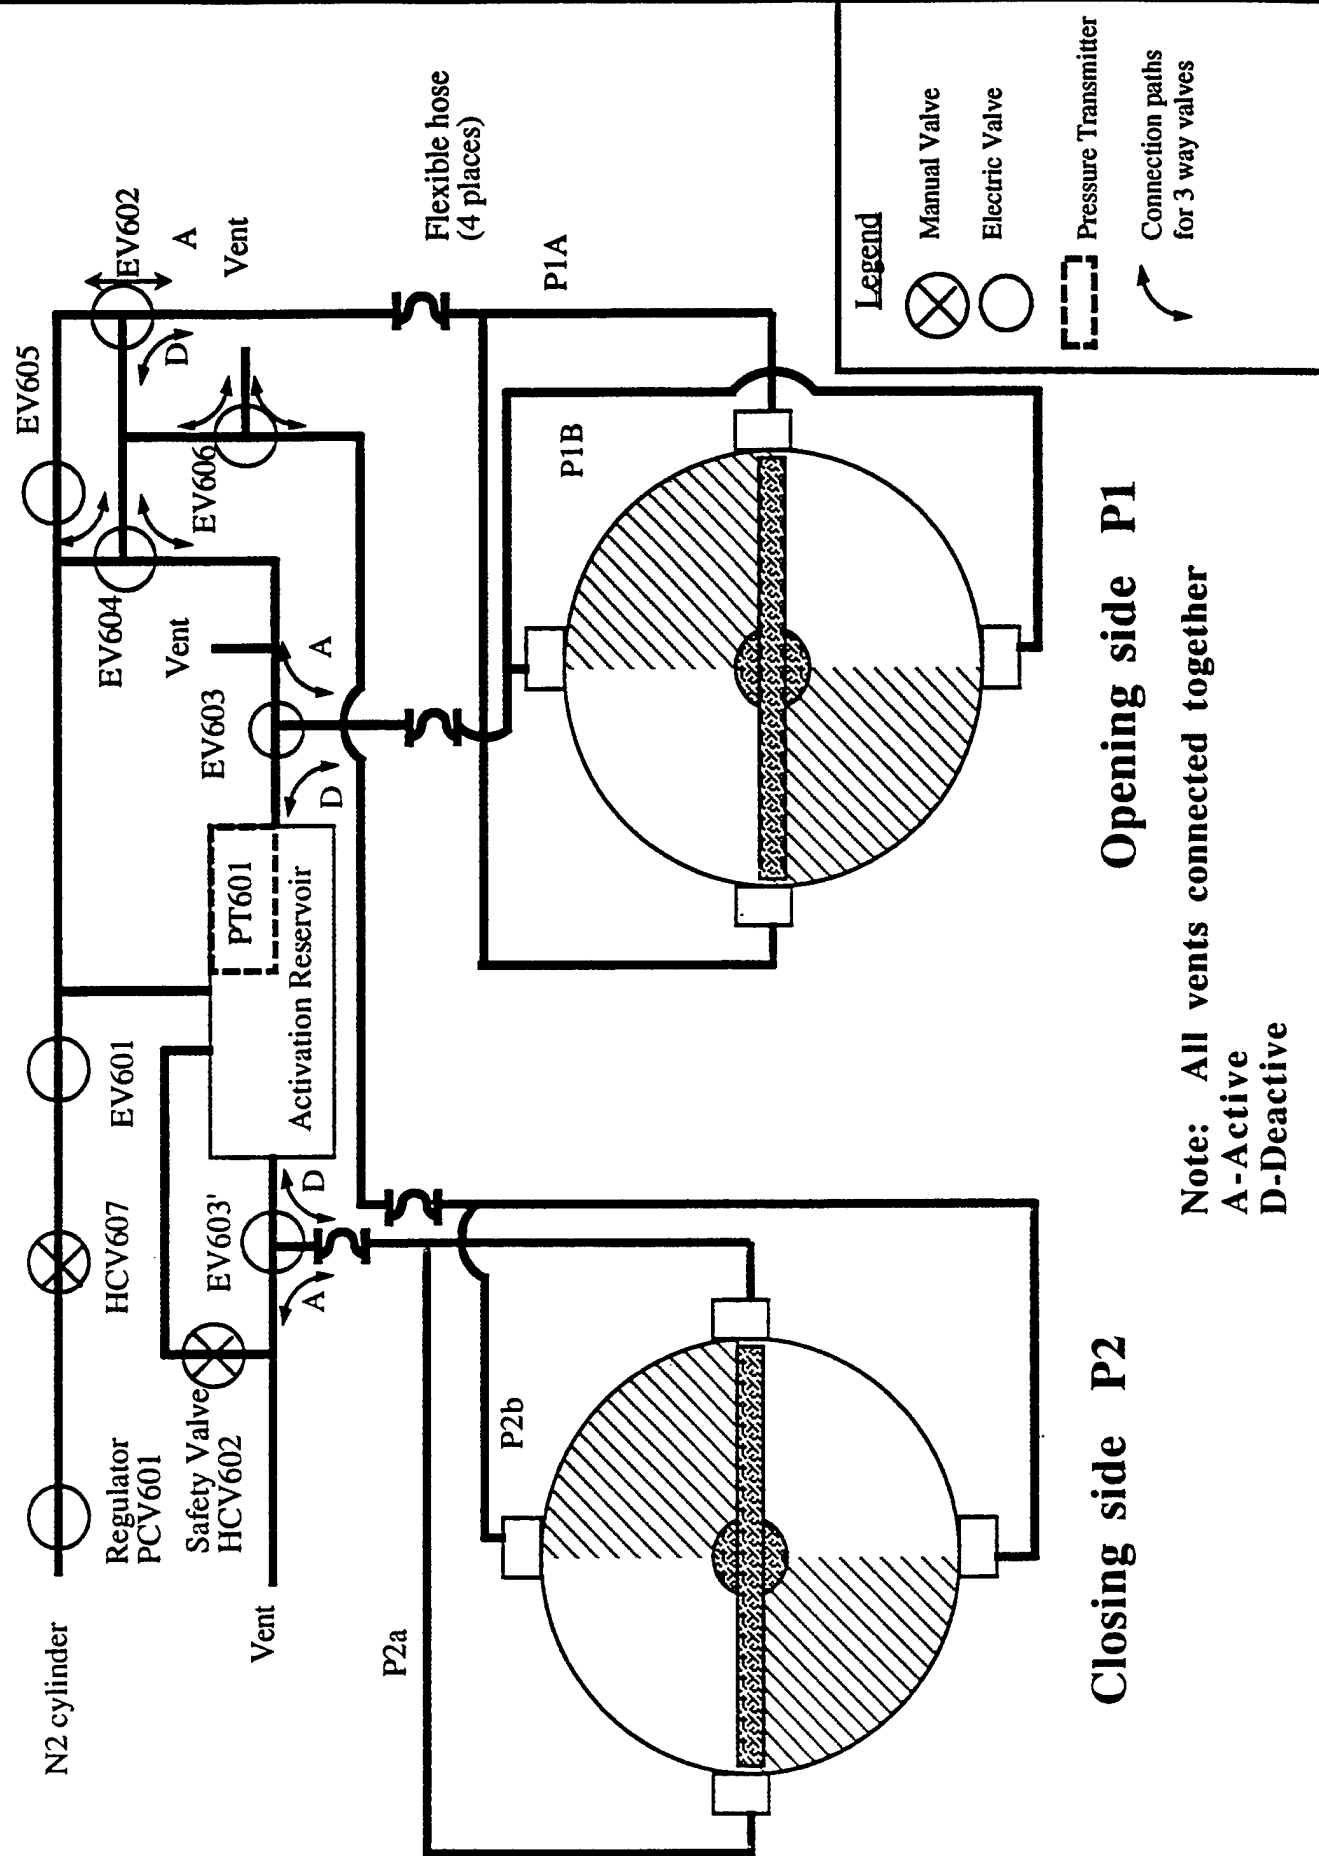 N2 cylinder
Regulator
PCV601
HCV607
EV601
EV605
Safety Valve
HCV602
EV603'
A
D
PT601
Activation Reservoir
D
EV603
A
Vent
EV604
EV606
D
EV602
A
Vent
Vent
P2a
P2b
P1B
P1A
Flexible hose
(4 places)
Closing side P2
Opening side P1
Note: All vents connected together
A-Active
D-Deactive
Legend
Manual Valve
Electric Valve
Pressure Transmitter
Connection paths
for 3 way valves